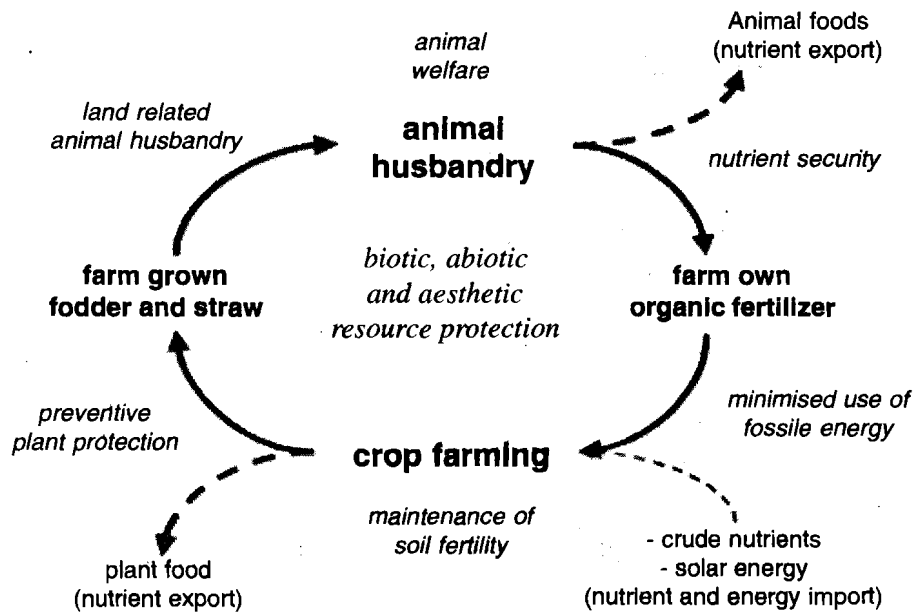 animal
welfare
Animal foods
(nutrient export)
land related
animal husbandry
animal
husbandry
nutrient security
farm grown
fodder and straw
biotic, abiotic
and aesthetic
resource protection
farm own
organic fertilizer
preventive
plant protection
minimised use of
fossile energy
crop farming
maintenance of
soil fertility
plant food
(nutrient export)
- crude nutrients
- solar energy
(nutrient and energy import)